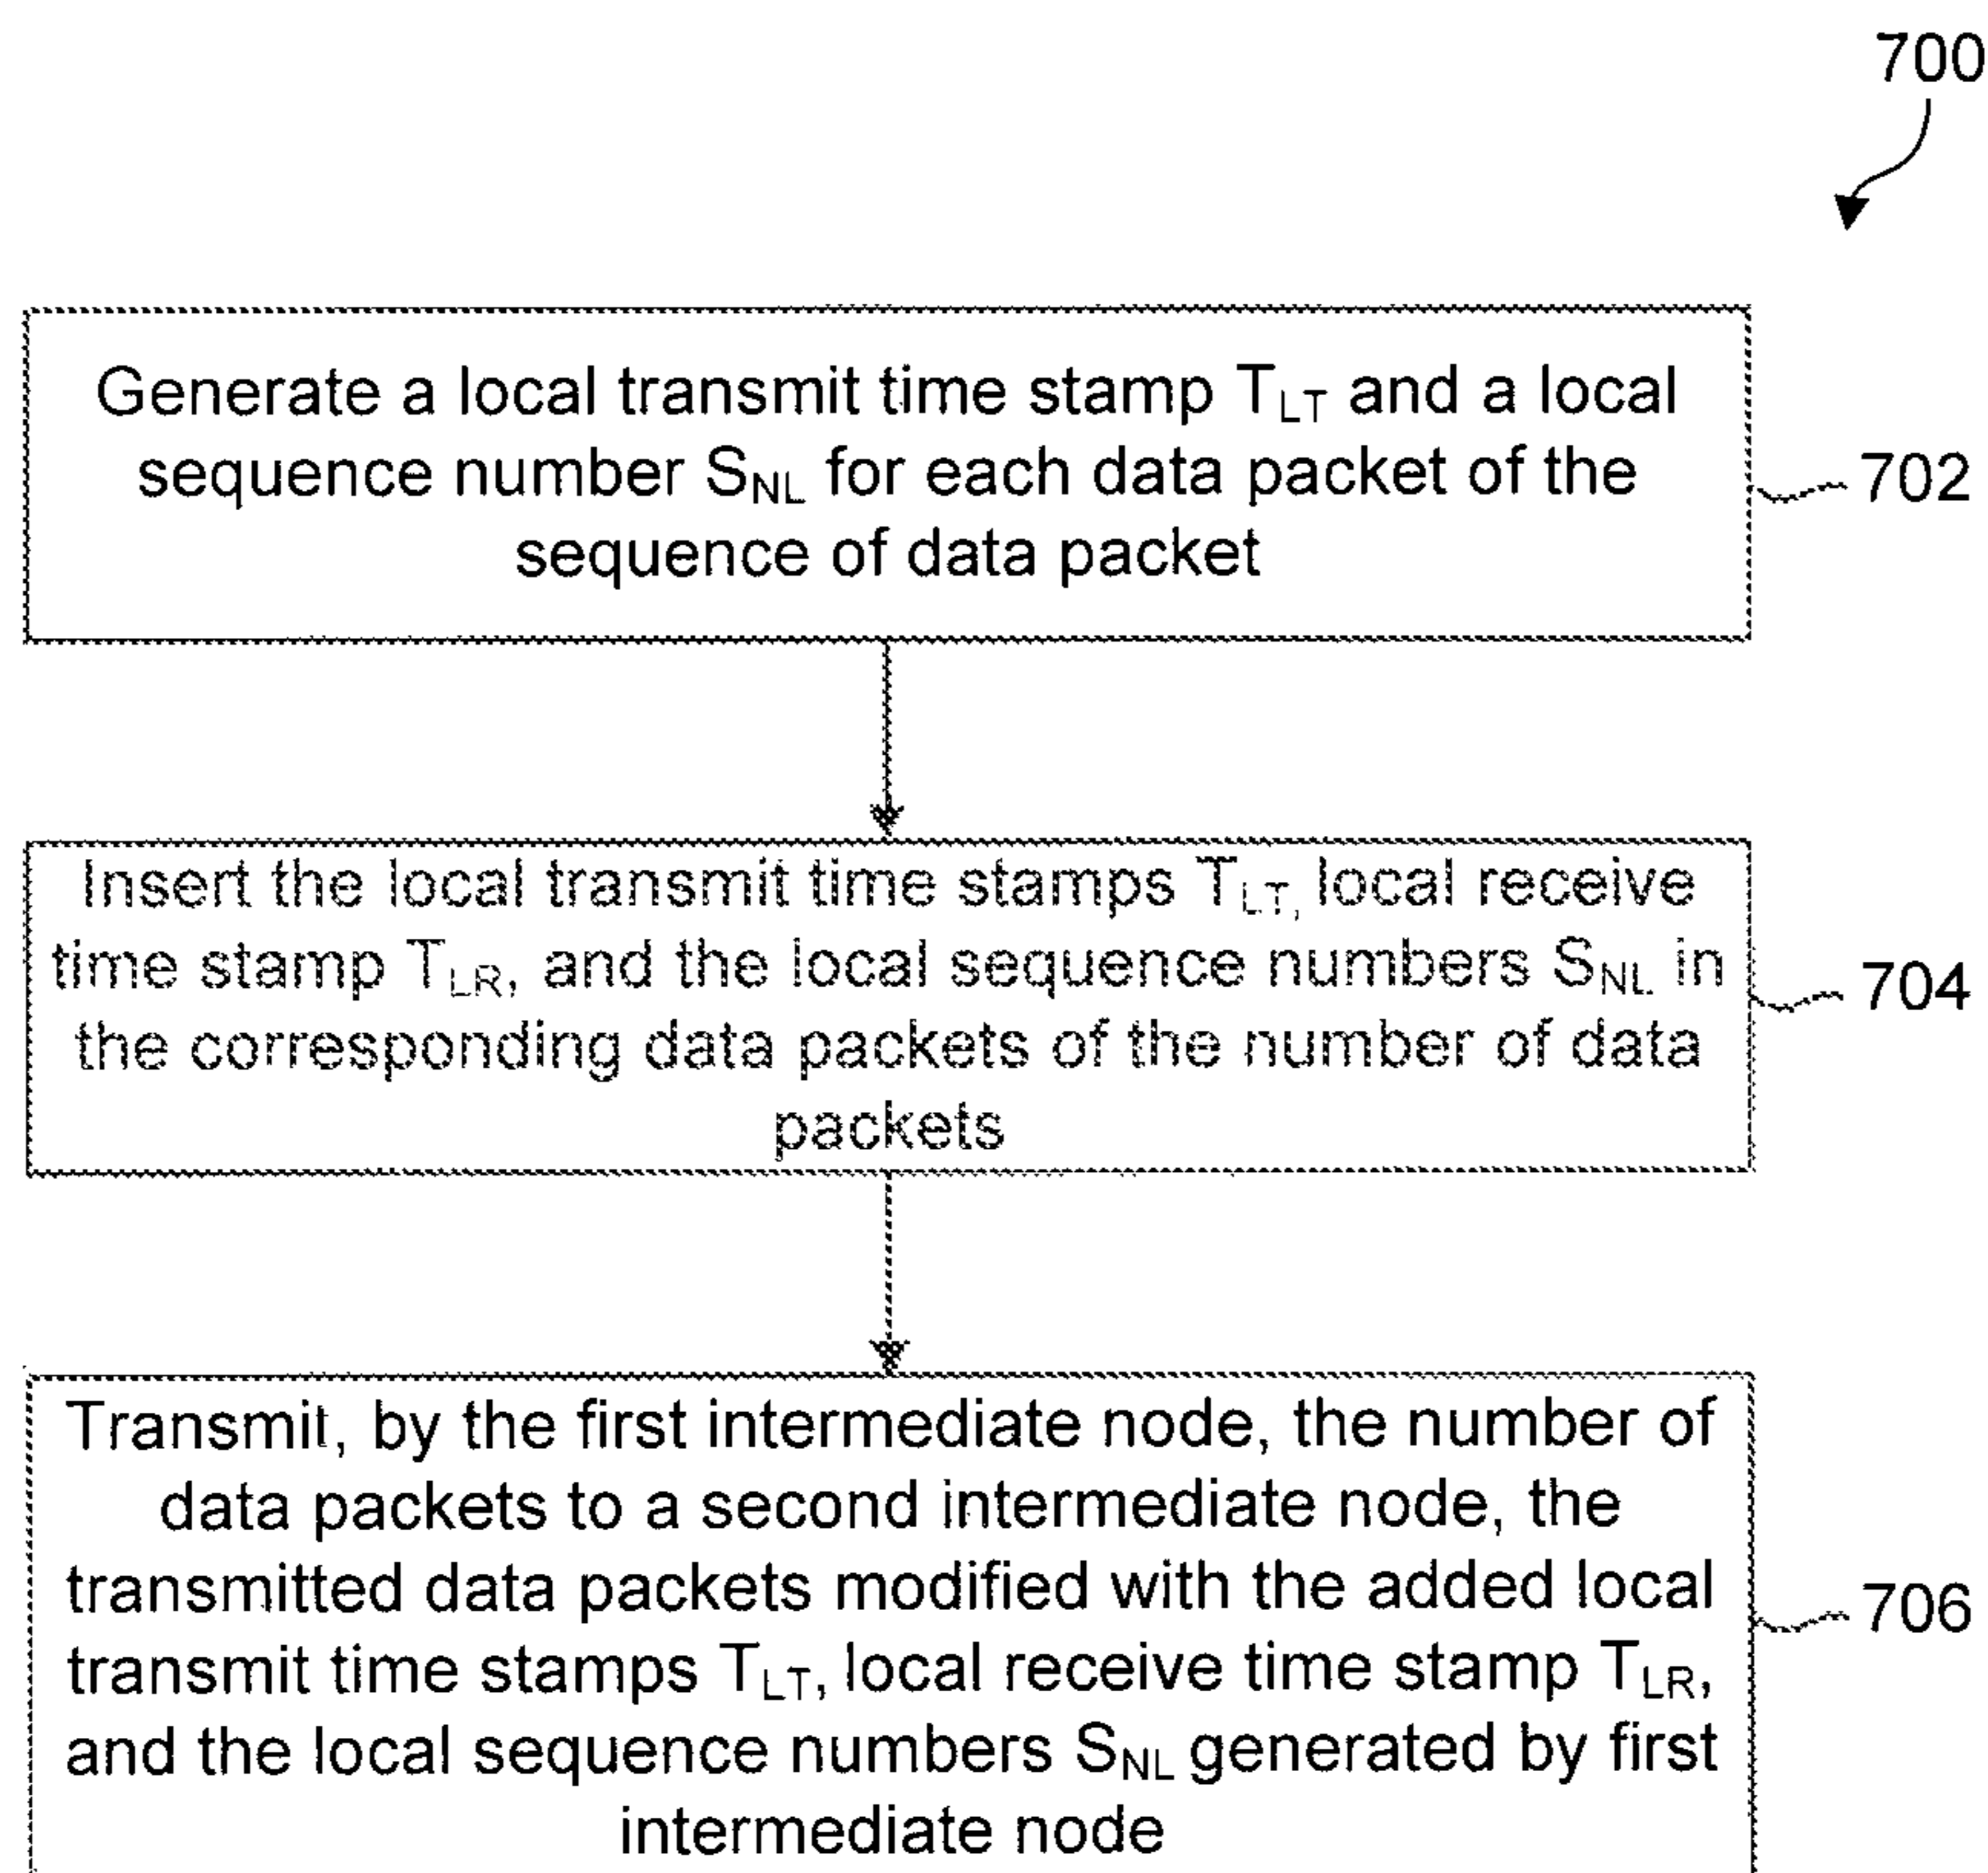 700
Generate a local transmit time stamp T_LT and a local
sequence number S_NL for each data packet of the
sequence of data packet
702
Insert the local transmit time stamps T_LT, local receive
time stamp T_LR, and the local sequence numbers S_NL in
the corresponding data packets of the number of data
packets
704
Transmit, by the first intermediate node, the number of
data packets to a second intermediate node, the
transmitted data packets modified with the added local
transmit time stamps T_LT, local receive time stamp T_LR,
and the local sequence numbers S_NL generated by first
intermediate node
706